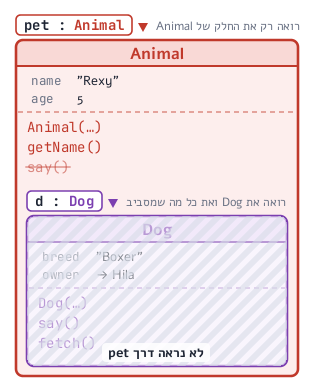 pet : Animal ▼ רואה רק את החלק של Animal
Animal
name "Rexy"
age 5
Animal(…)
getName()
say()
d : Dog ▼ רואה את Dog ואת כל מה שמסביב
Dog
breed "Boxer"
owner → Hila
Dog(…)
say()
fetch()
לא נראה דרך pet